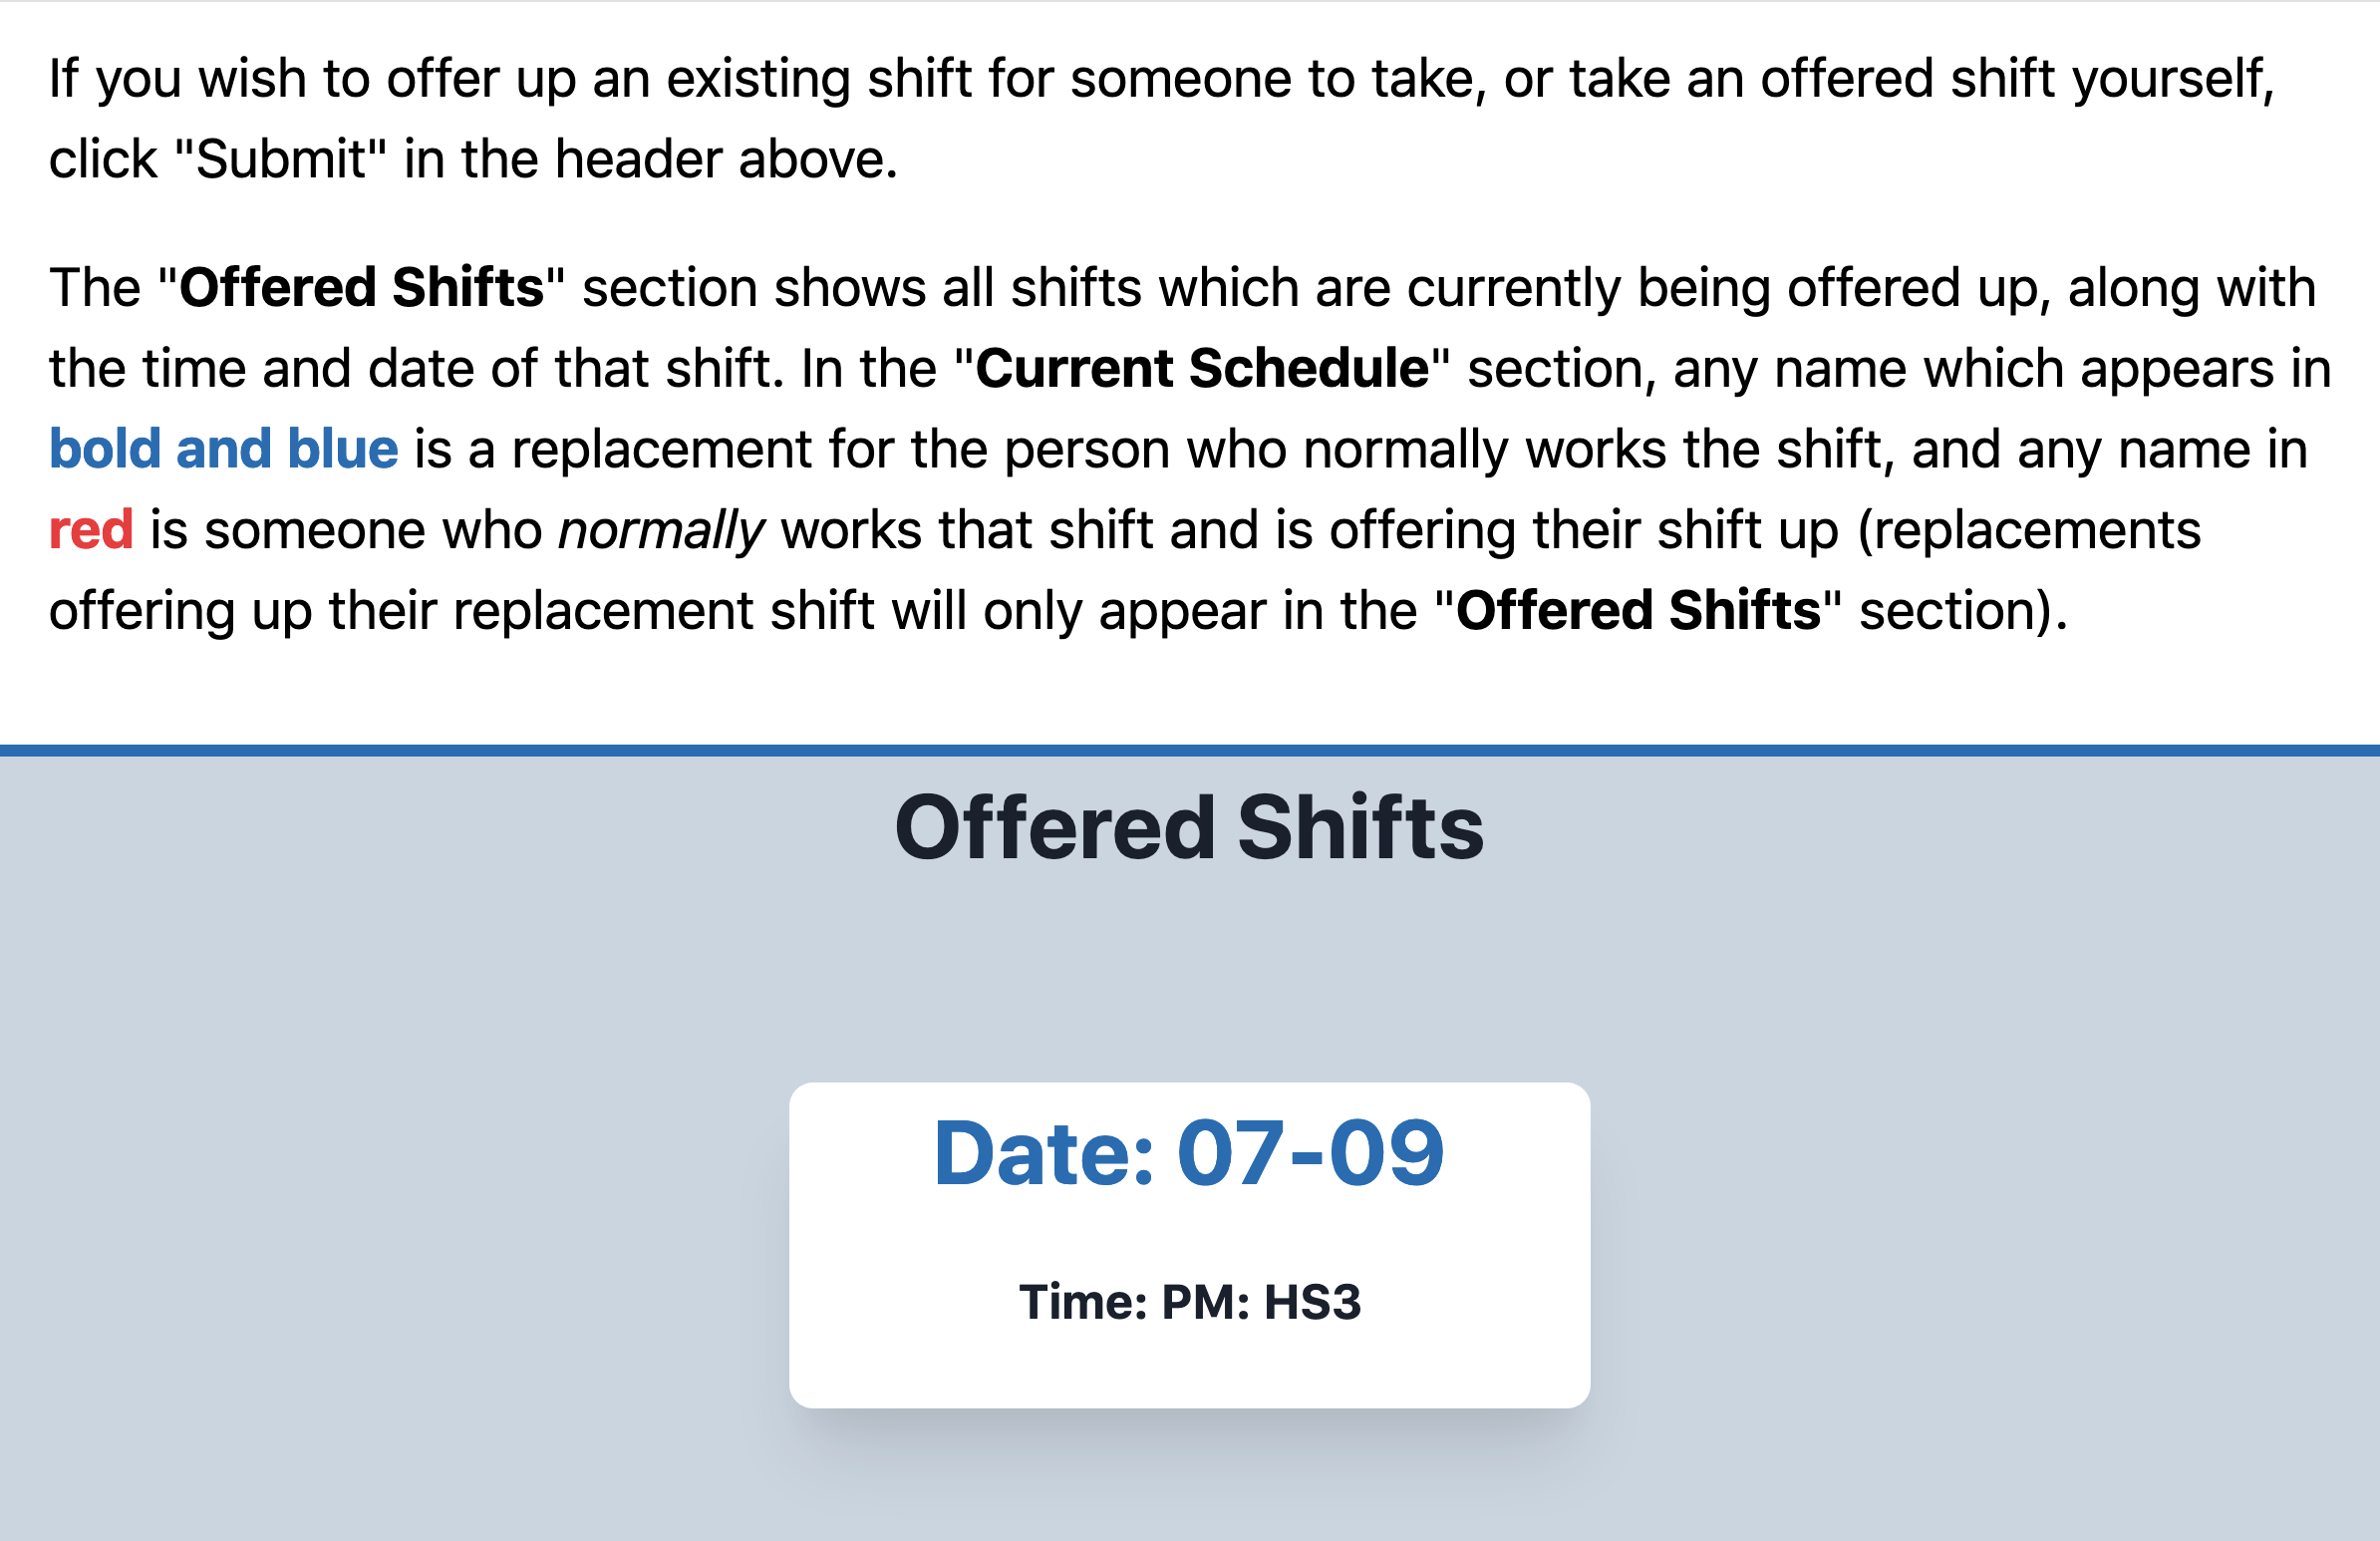 If you wish to offer up an existing shift for someone to take, or take an offered shift yourself,
click "Submit" in the header above.
The "Offered Shifts" section shows all shifts which are currently being offered up, along with
the time and date of that shift. In the "Current Schedule" section, any name which appears in
bold and blue is a replacement for the person who normally works the shift, and any name in
red is someone who normally works that shift and is offering their shift up (replacements
offering up their replacement shift will only appear in the "Offered Shifts" section).
Offered Shifts
Date: 07-09
Time: PM: HS3